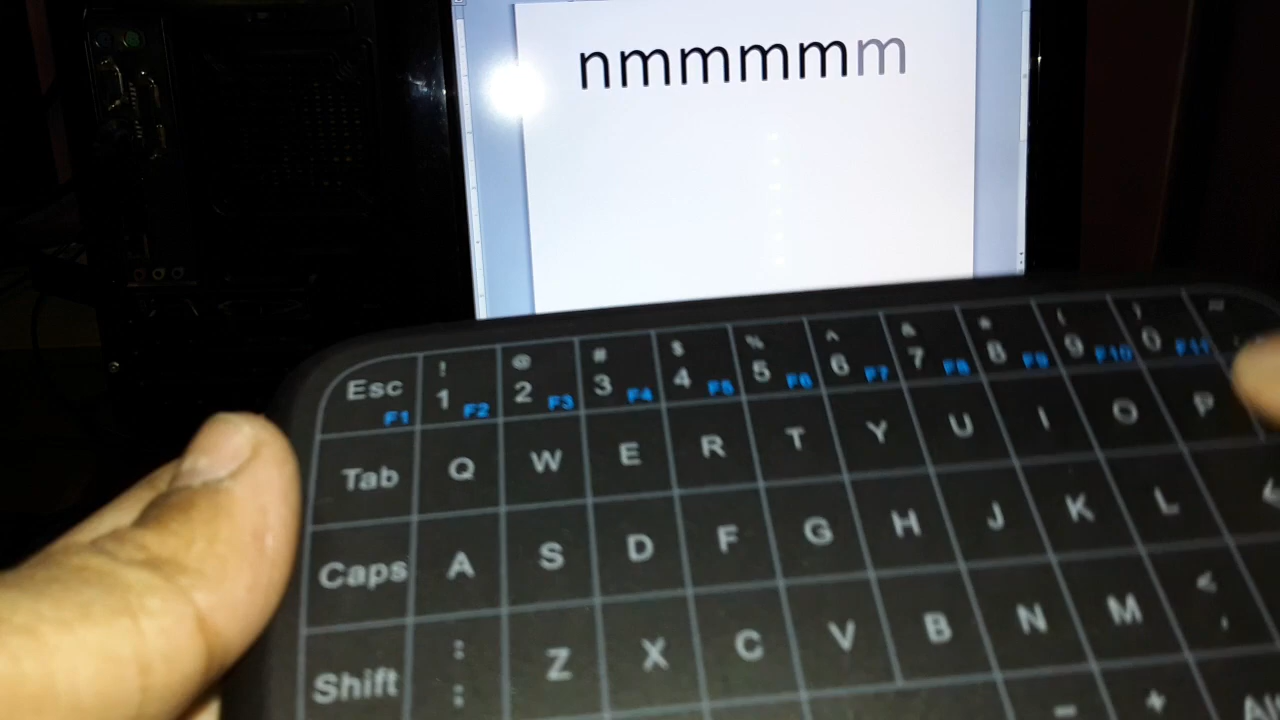 nmmmmm
! @ # $ % ^ & * ( )
Esc 1 2 3 4 5 6 7 8 9 0
F1 F2 F3 F4 F5 F6 F7 F8 F9 F10 F11
Tab Q W E R T Y U I O P
Caps A S D F G H J K L
Shift : ; Z X C V B N M < ,
- + Alt